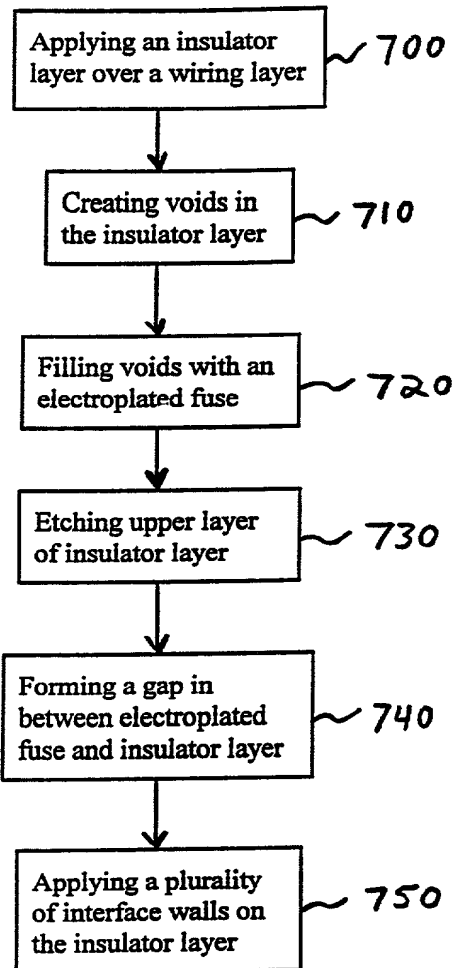 Applying an insulator
layer over a wiring layer
700
Creating voids in
the insulator layer
710
Filling voids with an
electroplated fuse
720
Etching upper layer
of insulator layer
730
Forming a gap in
between electroplated
fuse and insulator layer
740
Applying a plurality
of interface walls on
the insulator layer
750